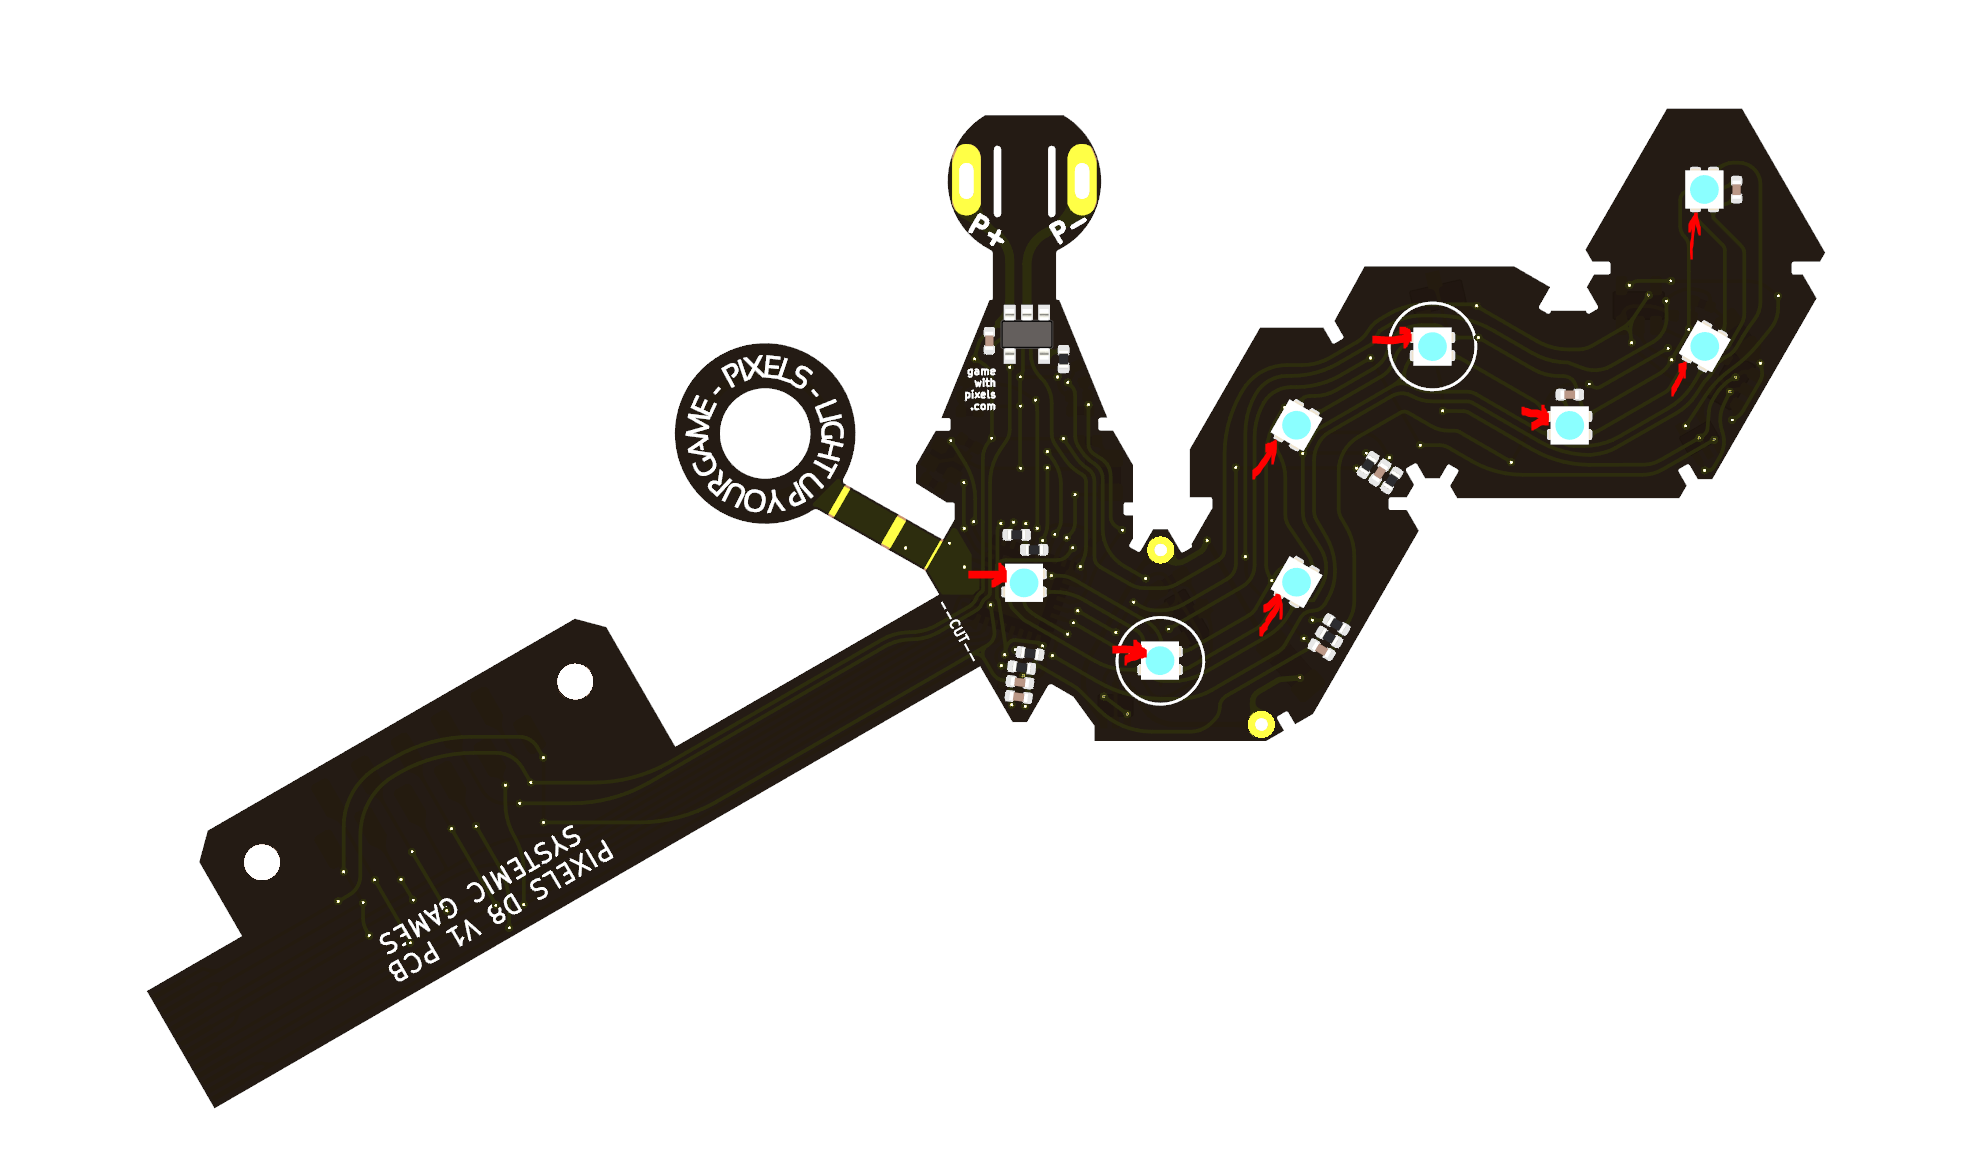 P+ P-
game
with
pixels
.com
PIXELS - LIGHT UP YOUR GAME -
--CUT--
PIXELS D8 V1 PCB
SYSTEMIC GAMES